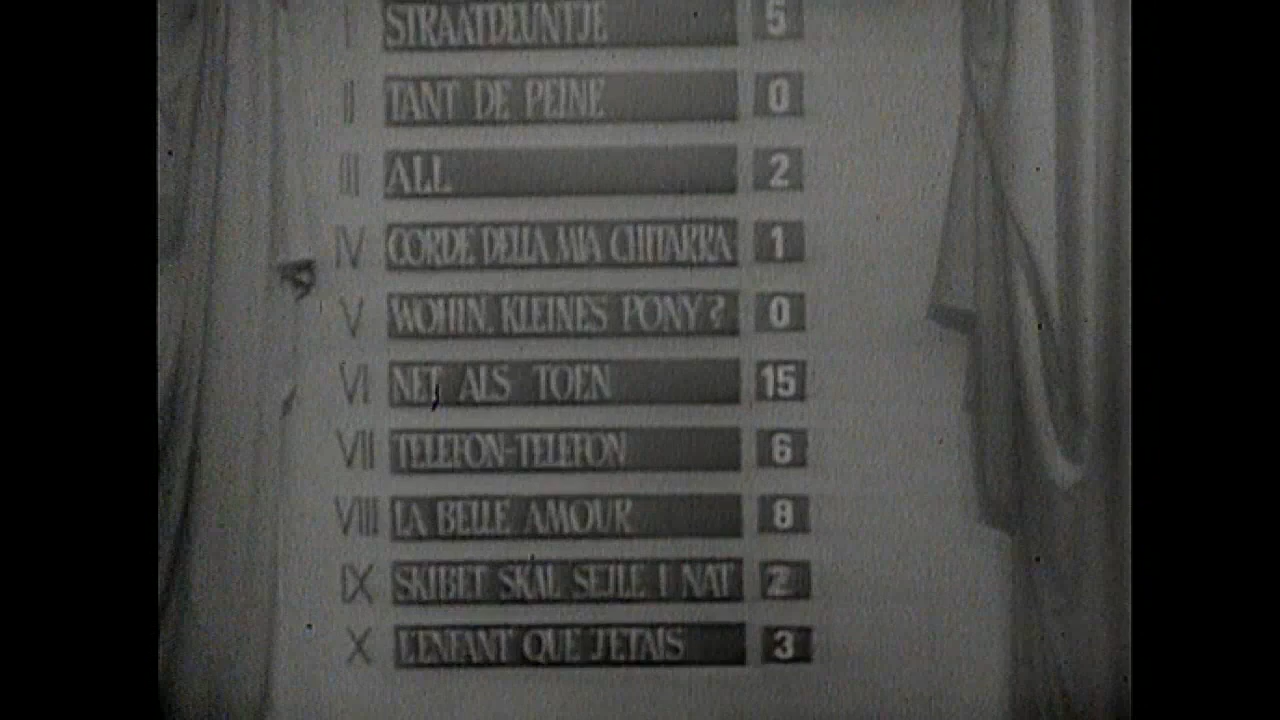 I STRAATDEUNTJE 5
II TANT DE PEINE 0
III ALL 2
IV CORDE DELLA MIA CHITARRA 1
V WOHIN, KLEINES PONY? 0
VI NET ALS TOEN 15
VII TELEFON-TELEFON 6
VIII LA BELLE AMOUR 8
IX SKIBET SKAL SEJLE I NAT 2
X L'ENFANT QUE J'ETAIS 3